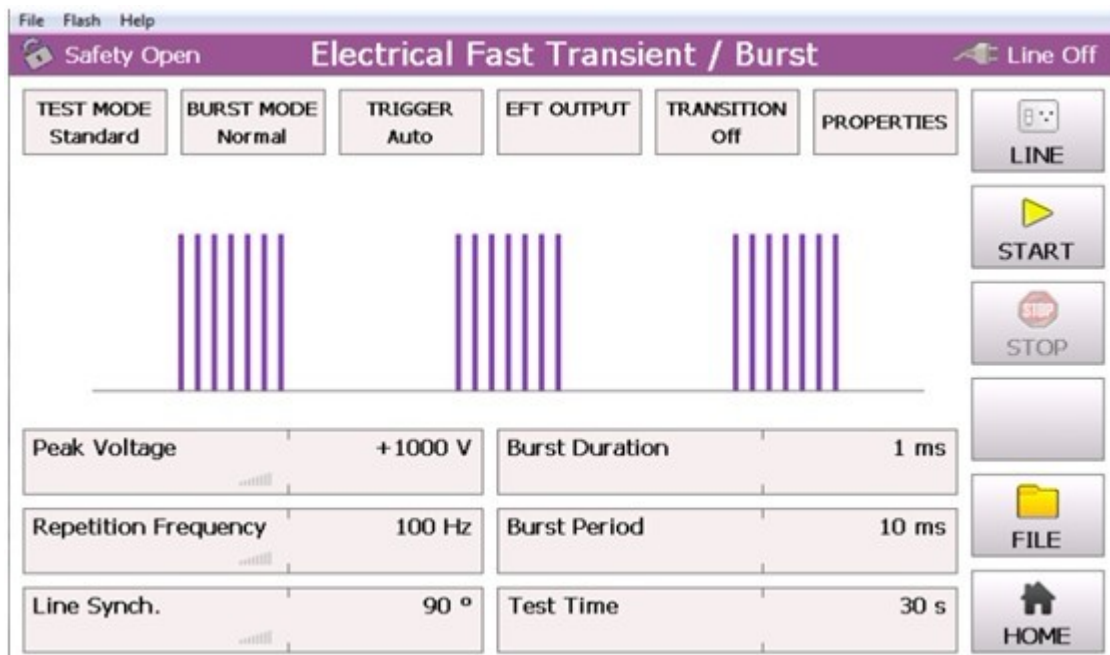 File Flash Help
Safety Open Electrical Fast Transient / Burst Line Off
TEST MODE BURST MODE TRIGGER EFT OUTPUT TRANSITION PROPERTIES
Standard Normal Auto Off
LINE
START
STOP
STOP
Peak Voltage +1000 V Burst Duration 1 ms
Repetition Frequency 100 Hz Burst Period 10 ms
FILE
Line Synch. 90 º Test Time 30 s
HOME